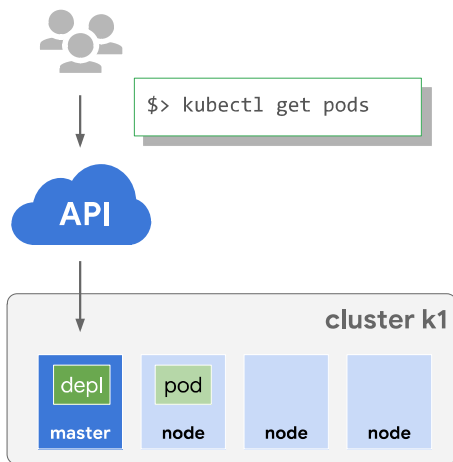 $> kubectl get pods
API
cluster k1
depl
pod
master
node
node
node